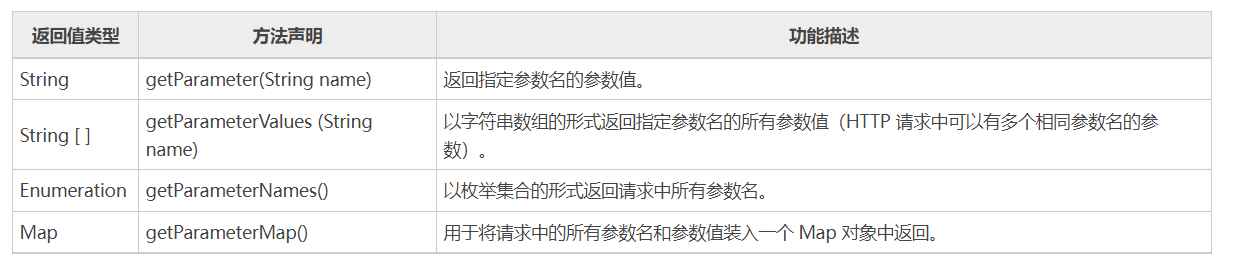 返回值类型 方法声明 功能描述
String getParameter(String name) 返回指定参数名的参数值。
String [ ] getParameterValues (String name) 以字符串数组的形式返回指定参数名的所有参数值（HTTP 请求中可以有多个相同参数名的参数）。
Enumeration getParameterNames() 以枚举集合的形式返回请求中所有参数名。
Map getParameterMap() 用于将请求中的所有参数名和参数值装入一个 Map 对象中返回。